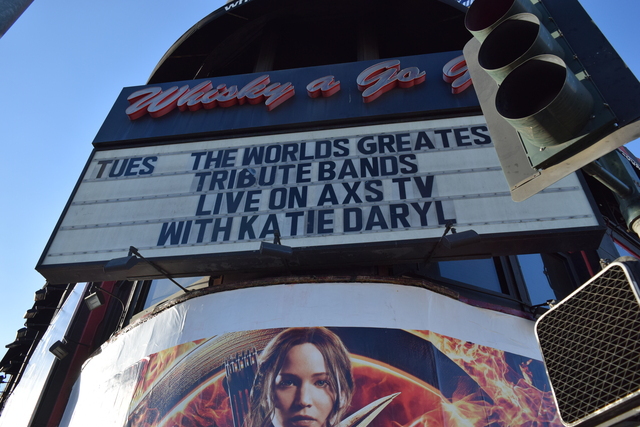 Whisky a Go
TUES THE WORLDS GREATES
TRIBUTE BANDS
LIVE ON AXS TV
WITH KATIE DARYL